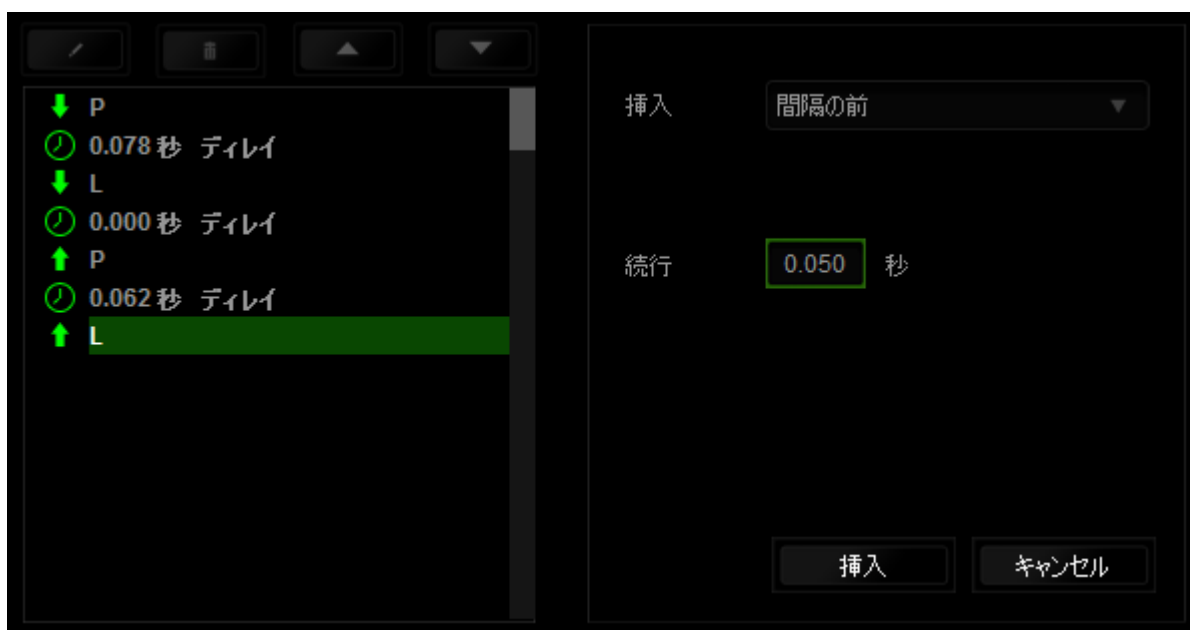 P
0.078 秒 ディレイ
L
0.000 秒 ディレイ
P
0.062 秒 ディレイ
L
挿入 間隔の前
続行 0.050 秒
挿入 キャンセル